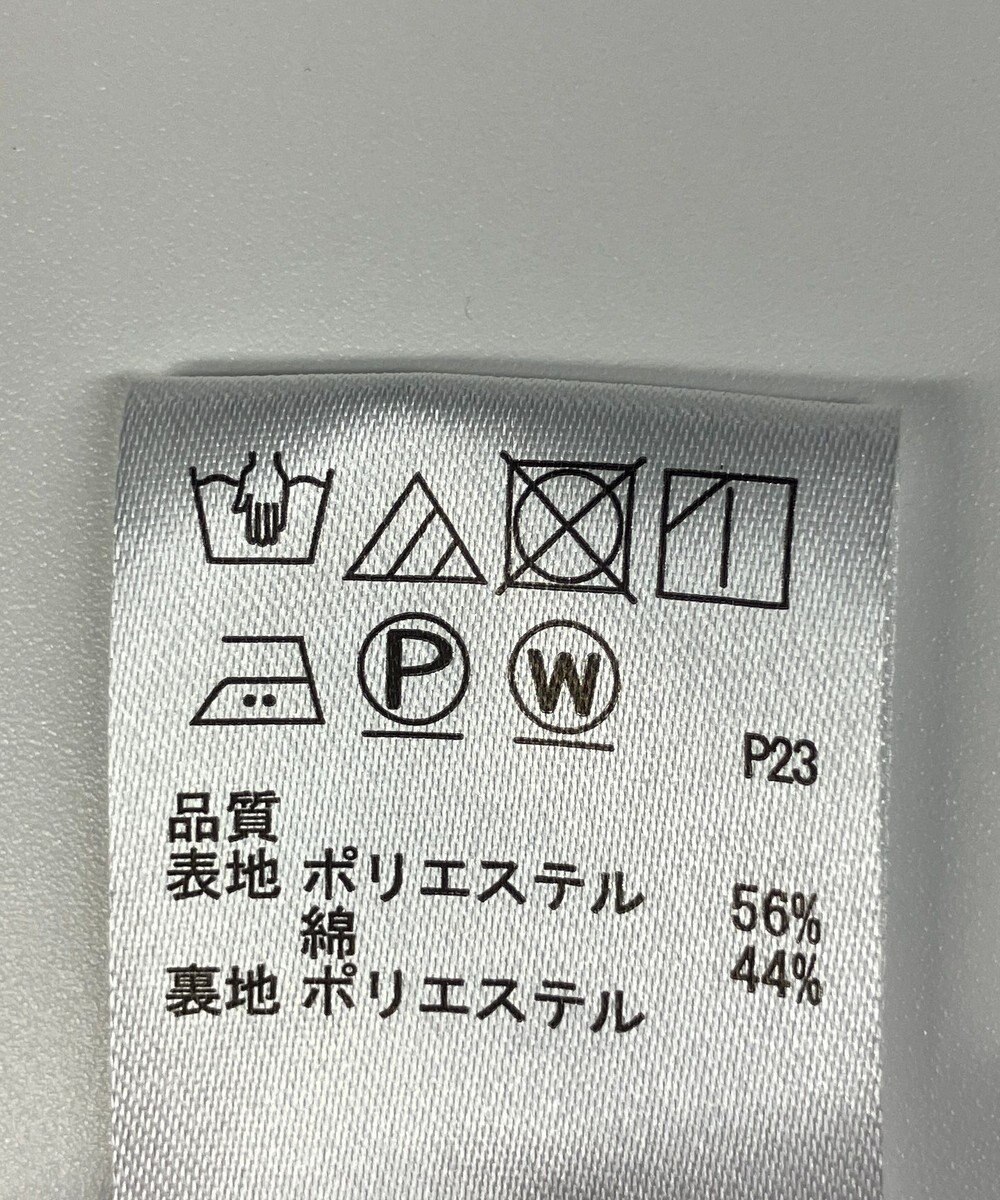 P W
P23
品質
表地 ポリエステル 56%
綿 44%
裏地 ポリエステル